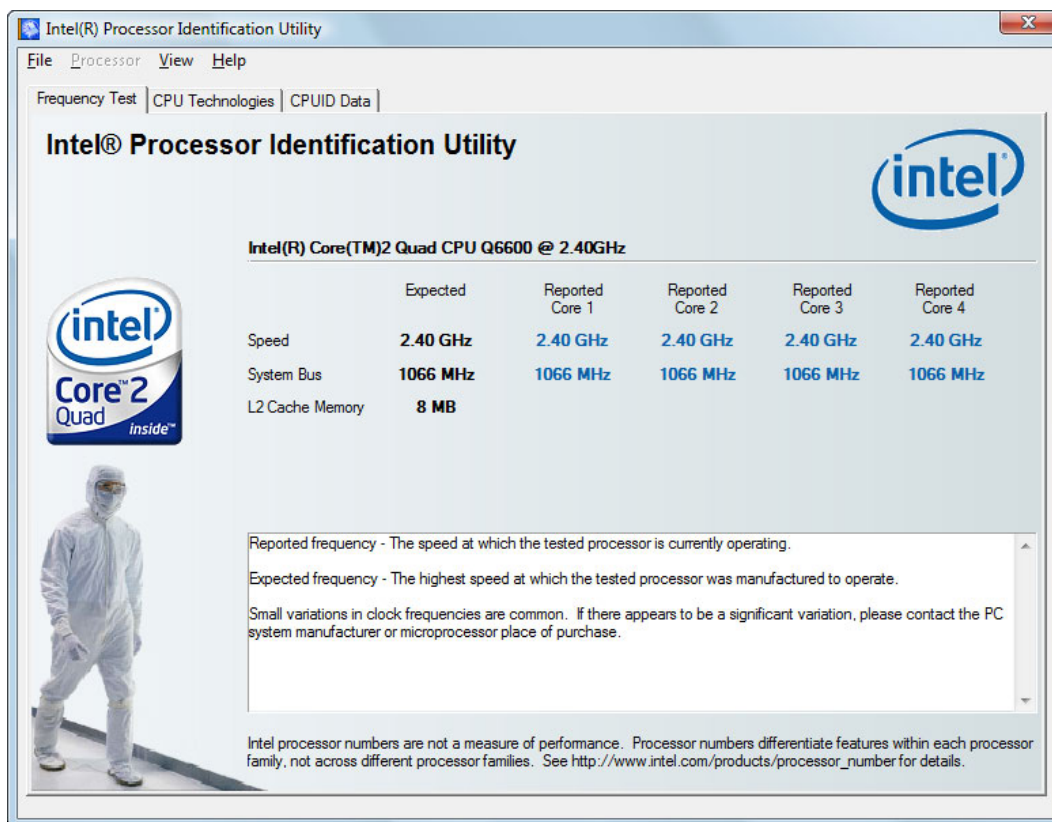 Intel(R) Processor Identification Utility
X
File Processor View Help
Frequency Test CPU Technologies CPUID Data
Intel® Processor Identification Utility
intel®
Intel(R) Core(TM)2 Quad CPU Q6600 @ 2.40GHz
Expected Reported Core 1 Reported Core 2 Reported Core 3 Reported Core 4
Speed 2.40 GHz 2.40 GHz 2.40 GHz 2.40 GHz 2.40 GHz
System Bus 1066 MHz 1066 MHz 1066 MHz 1066 MHz 1066 MHz
L2 Cache Memory 8 MB
intel®
Core™2
Quad
inside™
Reported frequency - The speed at which the tested processor is currently operating.
Expected frequency - The highest speed at which the tested processor was manufactured to operate.
Small variations in clock frequencies are common. If there appears to be a significant variation, please contact the PC
system manufacturer or microprocessor place of purchase.
Intel processor numbers are not a measure of performance. Processor numbers differentiate features within each processor
family, not across different processor families. See http://www.intel.com/products/processor_number for details.